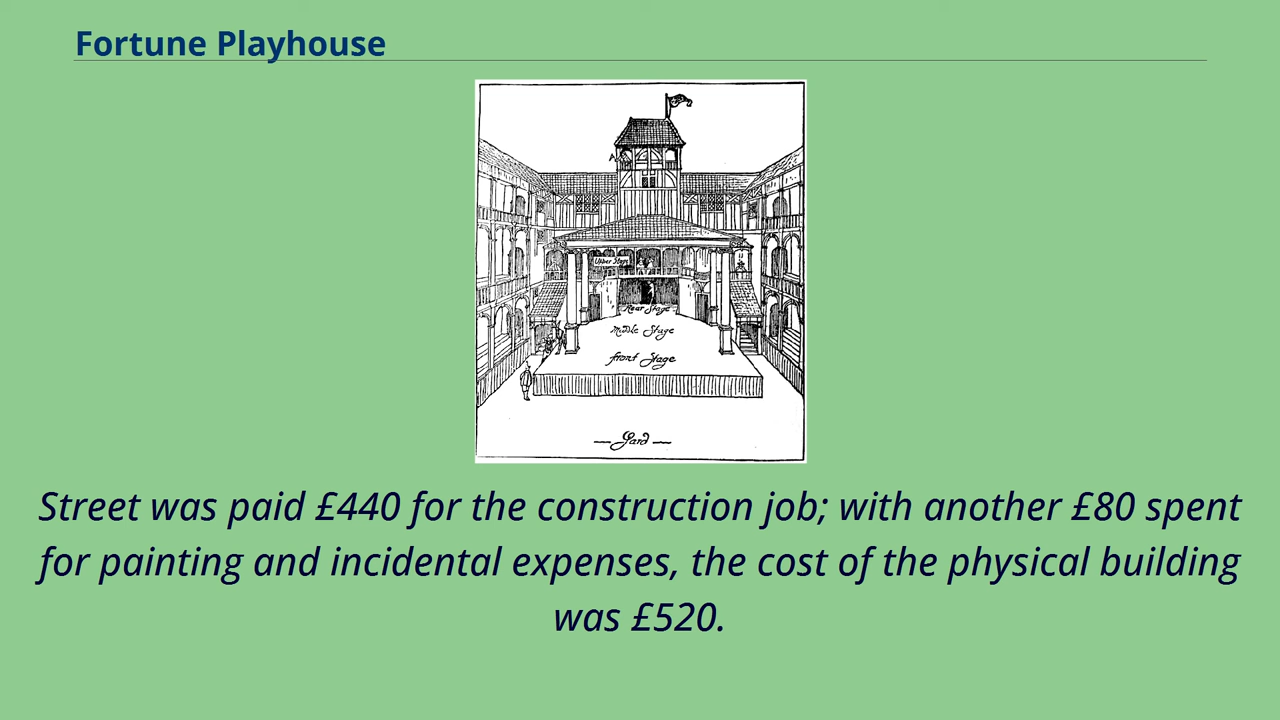 Fortune Playhouse
Upper Stage
Rear Stage
Middle Stage
front Stage
Yard
Street was paid £440 for the construction job; with another £80 spent
for painting and incidental expenses, the cost of the physical building
was £520.